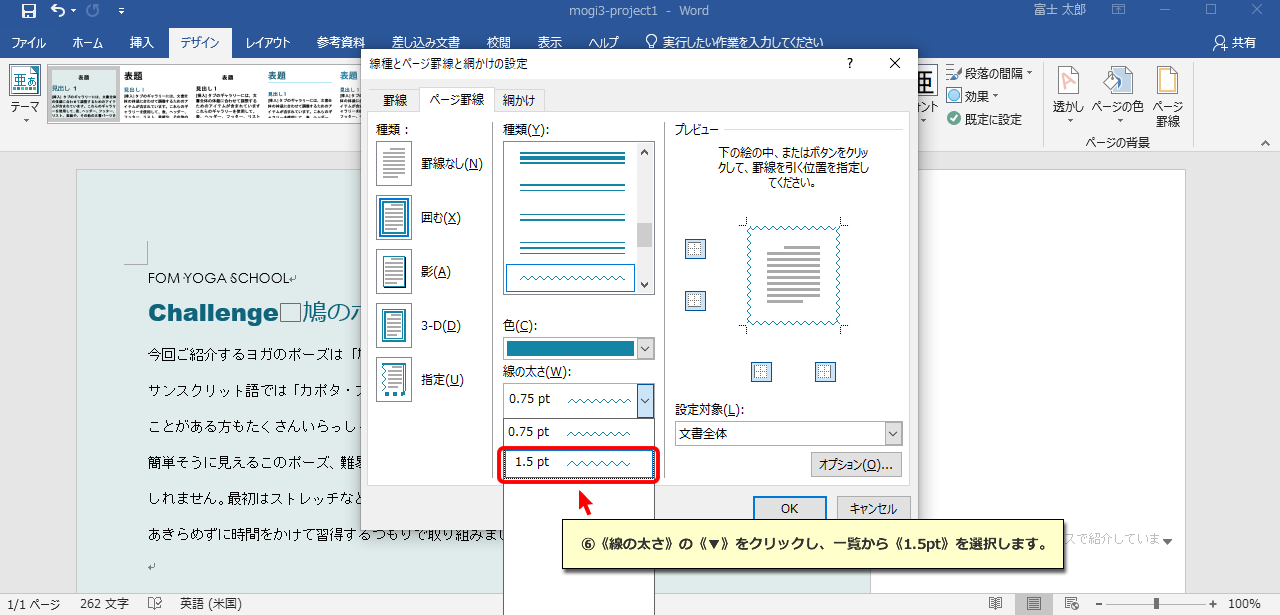 mogi3-project1 - Word
富士 太郎
ファイル ホーム 挿入 デザイン レイアウト 参考資料 差し込み文書 校閲 表示 ヘルプ 実行したい作業を入力してください 共有
亜あ
テーマ
表題
見出し 1
表題
見出し 1
表題
見出し 1
表題
見出し 1
表題
亜
ント
段落の間隔
効果
既定に設定
透かし
ページの色
ページ
罫線
ページの背景
線種とページ罫線と網かけの設定 ?
罫線 ページ罫線 網かけ
種類：
罫線なし(N)
囲む(X)
影(A)
3-D(D)
指定(U)
種類(Y):
色(C):
線の太さ(W):
0.75 pt
0.75 pt
1.5 pt
プレビュー
下の絵の中、またはボタンをクリッ
クして、罫線を引く位置を指定し
てください。
設定対象(L):
文書全体
オプション(O)...
OK キャンセル
FOM·YOGA·SCHOOL
Challenge□鳩のポ
今回ご紹介するヨガのポーズは「鳩
サンスクリット語では「カポタ・
ことがある方もたくさんいらっし
簡単そうに見えるこのポーズ、難
しれません。最初はストレッチなど
あきらめずに時間をかけて習得するつもりで取り組みま
スで紹介していま
⑥《線の太さ》の《▼》をクリックし、一覧から《1.5pt》を選択します。
1/1 ページ 262 文字 英語 (米国) 100%